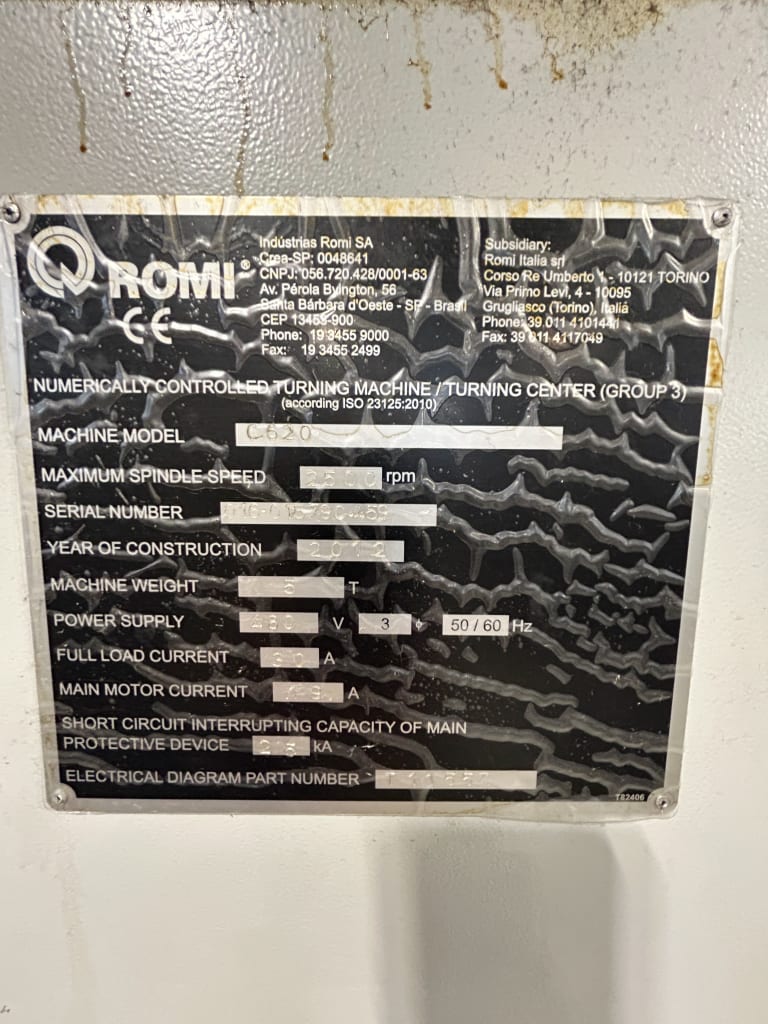 ROMI®
CE
Indústrias Romi SA
Crea-SP: 0048641
CNPJ: 056.720.428/0001-63
Av. Pérola Byington, 56
Santa Bárbara d'Oeste - SP - Brasil
CEP 13453-900
Phone: 19 3455 9000
Fax: 19 3455 2499
Subsidiary:
Romi Italia srl
Corso Re Umberto 1 - 10121 TORINO
Via Primo Levi, 4 - 10095
Grugliasco (Torino), Italia
Phone: 39 011 4101441
Fax: 39 011 4117049
NUMERICALLY CONTROLLED TURNING MACHINE / TURNING CENTER (GROUP 3)
(according ISO 23125:2010)
MACHINE MODEL C620
MAXIMUM SPINDLE SPEED 2500 rpm
SERIAL NUMBER
YEAR OF CONSTRUCTION 2012
MACHINE WEIGHT T
POWER SUPPLY V 3 ϕ 50 / 60 Hz
FULL LOAD CURRENT A
MAIN MOTOR CURRENT A
SHORT CIRCUIT INTERRUPTING CAPACITY OF MAIN
PROTECTIVE DEVICE kA
ELECTRICAL DIAGRAM PART NUMBER
T82406